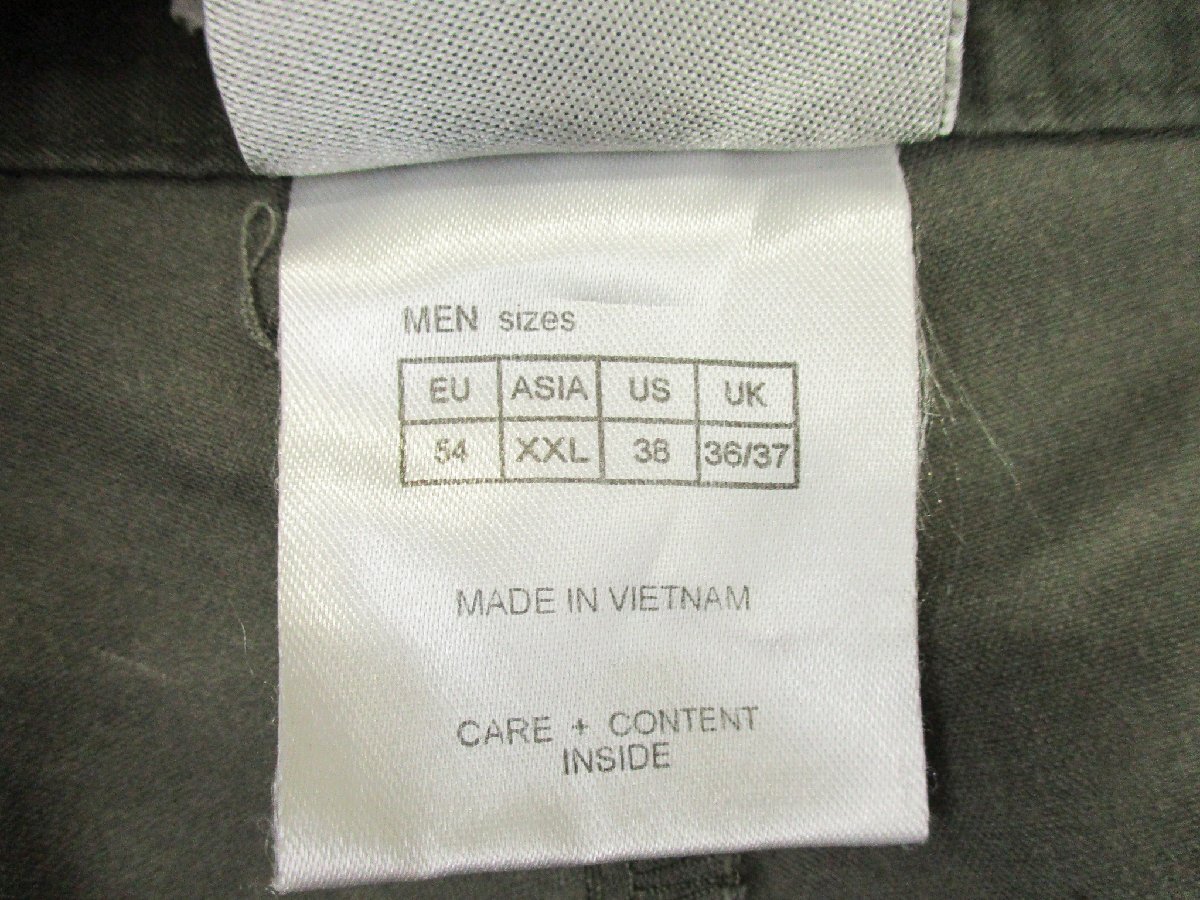 MEN sizes
EU ASIA US UK
54 XXL 38 36/37
MADE IN VIETNAM
CARE + CONTENT
INSIDE